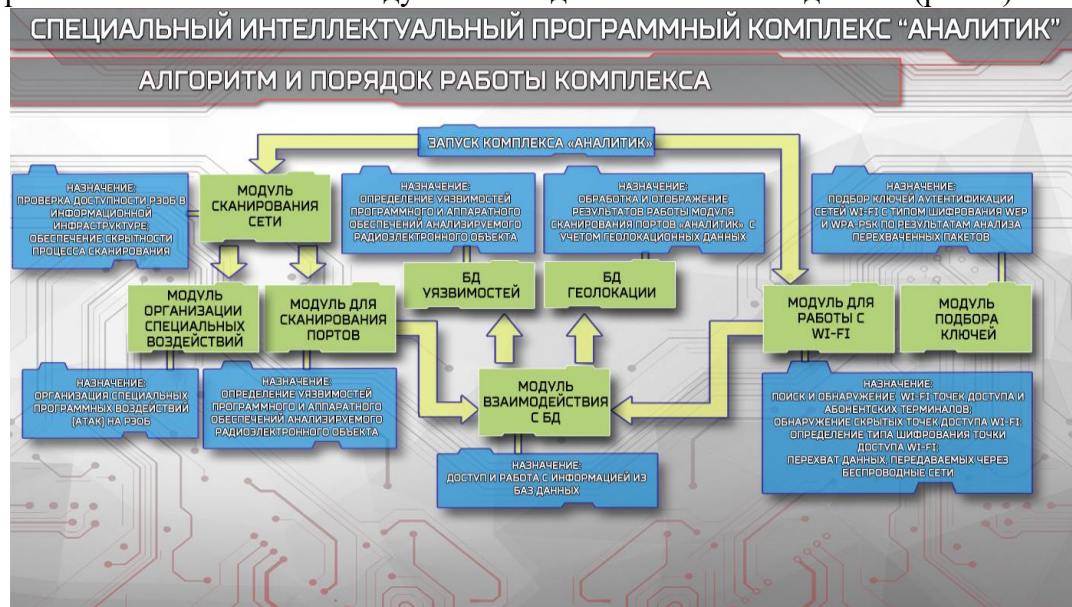 СПЕЦИАЛЬНЫЙ ИНТЕЛЛЕКТУАЛЬНЫЙ ПРОГРАММНЫЙ КОМПЛЕКС “АНАЛИТИК”
АЛГОРИТМ И ПОРЯДОК РАБОТЫ КОМПЛЕКСА
ЗАПУСК КОМПЛЕКСА «АНАЛИТИК»
НАЗНАЧЕНИЕ:
ПРОВЕРКА ДОСТУПНОСТИ РЭОБ В
ИНФОРМАЦИОННОЙ
ИНФРАСТРУКТУРЕ;
ОБЕСПЕЧЕНИЕ СКРЫТНОСТИ
ПРОЦЕССА СКАНИРОВАНИЯ
МОДУЛЬ
СКАНИРОВАНИЯ
СЕТИ
НАЗНАЧЕНИЕ:
ОПРЕДЕЛЕНИЕ УЯЗВИМОСТЕЙ
ПРОГРАММНОГО И АППАРАТНОГО
ОБЕСПЕЧЕНИЙ АНАЛИЗИРУЕМОГО
РАДИОЭЛЕКТРОННОГО ОБЪЕКТА
НАЗНАЧЕНИЕ:
ОБРАБОТКА И ОТОБРАЖЕНИЕ
РЕЗУЛЬТАТОВ РАБОТЫ МОДУЛЯ
СКАНИРОВАНИЯ ПОРТОВ «АНАЛИТИК» С
УЧЕТОМ ГЕОЛОКАЦИОННЫХ ДАННЫХ
НАЗНАЧЕНИЕ:
ПОДБОР КЛЮЧЕЙ АУТЕНТИФИКАЦИИ
СЕТЕЙ WI-FI С ТИПОМ ШИФРОВАНИЯ WEP
И WPA-PSK ПО РЕЗУЛЬТАТАМ АНАЛИЗА
ПЕРЕХВАЧЕННЫХ ПАКЕТОВ
МОДУЛЬ
ОРГАНИЗАЦИИ
СПЕЦИАЛЬНЫХ
ВОЗДЕЙСТВИЙ
МОДУЛЬ ДЛЯ
СКАНИРОВАНИЯ
ПОРТОВ
БД
УЯЗВИМОСТЕЙ
БД
ГЕОЛОКАЦИИ
МОДУЛЬ ДЛЯ
РАБОТЫ С
WI-FI
МОДУЛЬ
ПОДБОРА
КЛЮЧЕЙ
НАЗНАЧЕНИЕ:
ОРГАНИЗАЦИЯ СПЕЦИАЛЬНЫХ
ПРОГРАММНЫХ ВОЗДЕЙСТВИЙ
(АТАК) НА РЭОБ
НАЗНАЧЕНИЕ:
ОПРЕДЕЛЕНИЕ УЯЗВИМОСТЕЙ
ПРОГРАММНОГО И АППАРАТНОГО
ОБЕСПЕЧЕНИЙ АНАЛИЗИРУЕМОГО
РАДИОЭЛЕКТРОННОГО ОБЪЕКТА
МОДУЛЬ
ВЗАИМОДЕЙСТВИЯ
С БД
НАЗНАЧЕНИЕ:
ПОИСК И ОБНАРУЖЕНИЕ WI-FI ТОЧЕК ДОСТУПА И
АБОНЕНТСКИХ ТЕРМИНАЛОВ;
ОБНАРУЖЕНИЕ СКРЫТЫХ ТОЧЕК ДОСТУПА WI-FI;
ОПРЕДЕЛЕНИЕ ТИПА ШИФРОВАНИЯ ТОЧКИ
ДОСТУПА WI-FI;
ПЕРЕХВАТ ДАННЫХ, ПЕРЕДАВАЕМЫХ ЧЕРЕЗ
БЕСПРОВОДНЫЕ СЕТИ
НАЗНАЧЕНИЕ:
ДОСТУП И РАБОТА С ИНФОРМАЦИЕЙ ИЗ
БАЗ ДАННЫХ